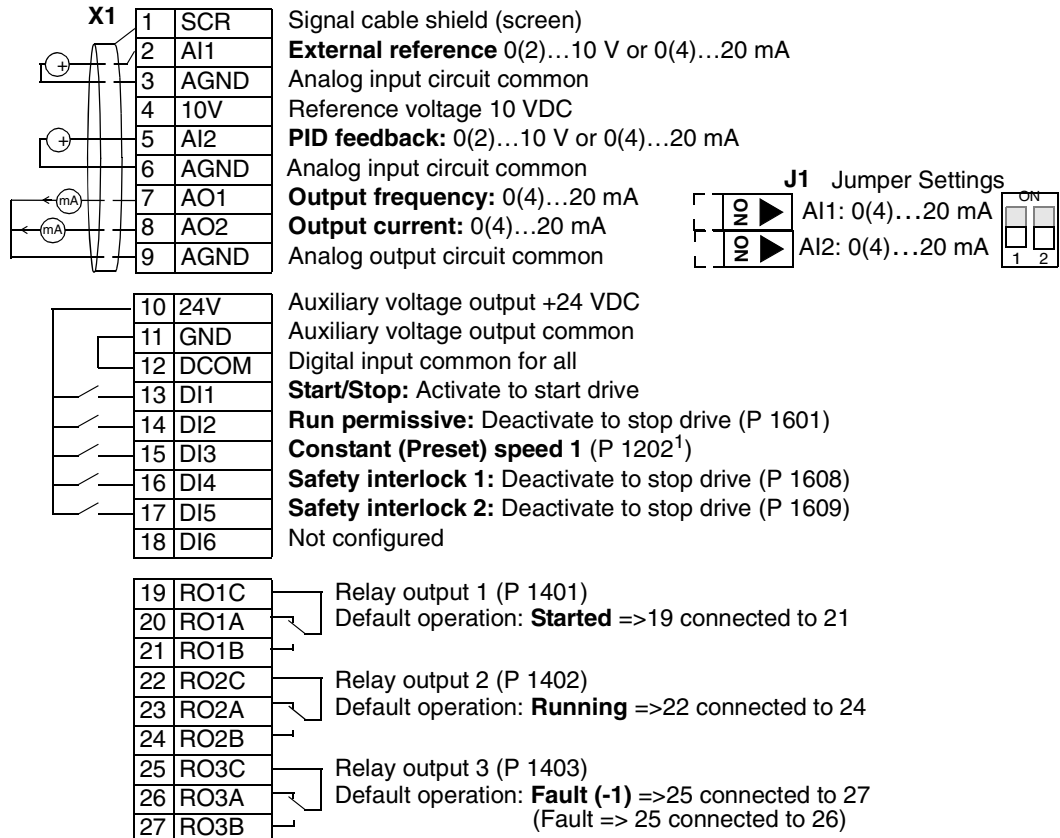 X1
1 SCR Signal cable shield (screen)
2 AI1 External reference 0(2)…10 V or 0(4)…20 mA
3 AGND Analog input circuit common
4 10V Reference voltage 10 VDC
5 AI2 PID feedback: 0(2)…10 V or 0(4)…20 mA
6 AGND Analog input circuit common
7 AO1 Output frequency: 0(4)…20 mA
8 AO2 Output current: 0(4)…20 mA
9 AGND Analog output circuit common
+
+
mA
mA
J1 Jumper Settings
ON AI1: 0(4)…20 mA
ON AI2: 0(4)…20 mA
ON
1 2
10 24V Auxiliary voltage output +24 VDC
11 GND Auxiliary voltage output common
12 DCOM Digital input common for all
13 DI1 Start/Stop: Activate to start drive
14 DI2 Run permissive: Deactivate to stop drive (P 1601)
15 DI3 Constant (Preset) speed 1 (P 1202¹)
16 DI4 Safety interlock 1: Deactivate to stop drive (P 1608)
17 DI5 Safety interlock 2: Deactivate to stop drive (P 1609)
18 DI6 Not configured
19 RO1C Relay output 1 (P 1401)
20 RO1A Default operation: Started =>19 connected to 21
21 RO1B
22 RO2C Relay output 2 (P 1402)
23 RO2A Default operation: Running =>22 connected to 24
24 RO2B
25 RO3C Relay output 3 (P 1403)
26 RO3A Default operation: Fault (-1) =>25 connected to 27
27 RO3B (Fault => 25 connected to 26)